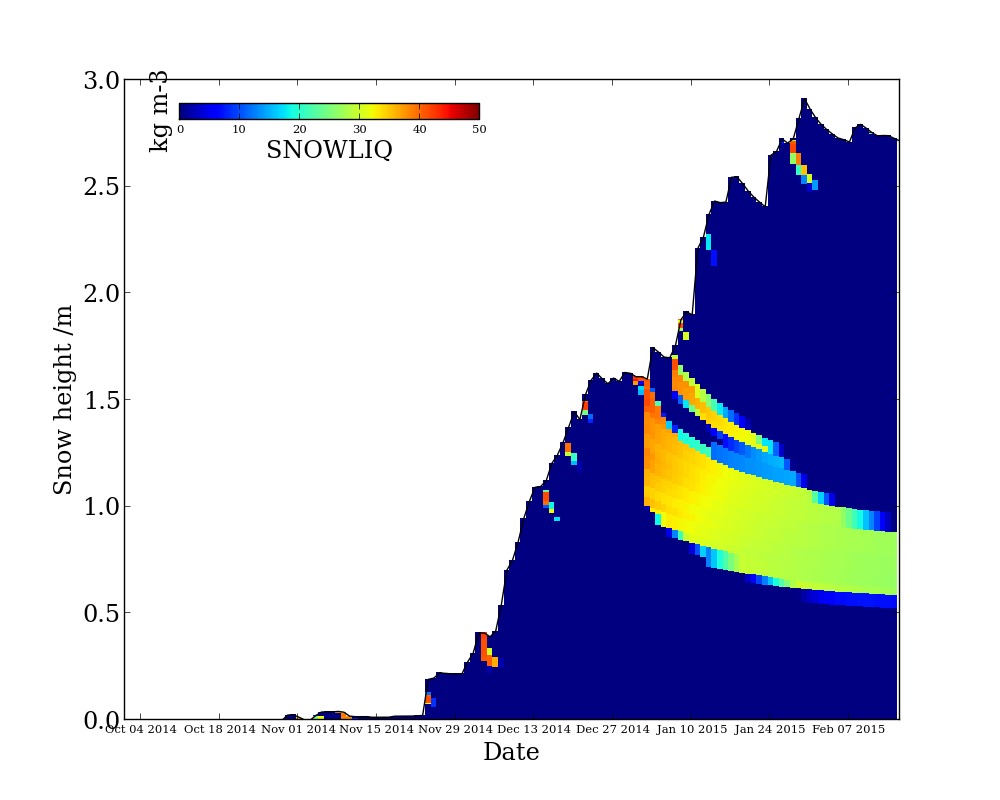 3.0
kg m-3
0 10 20 30 40 50
SNOWLIQ
2.5
2.0
Snow height /m
1.5
1.0
0.5
0.0
Oct 04 2014 Oct 18 2014 Nov 01 2014 Nov 15 2014 Nov 29 2014 Dec 13 2014 Dec 27 2014 Jan 10 2015 Jan 24 2015 Feb 07 2015
Date